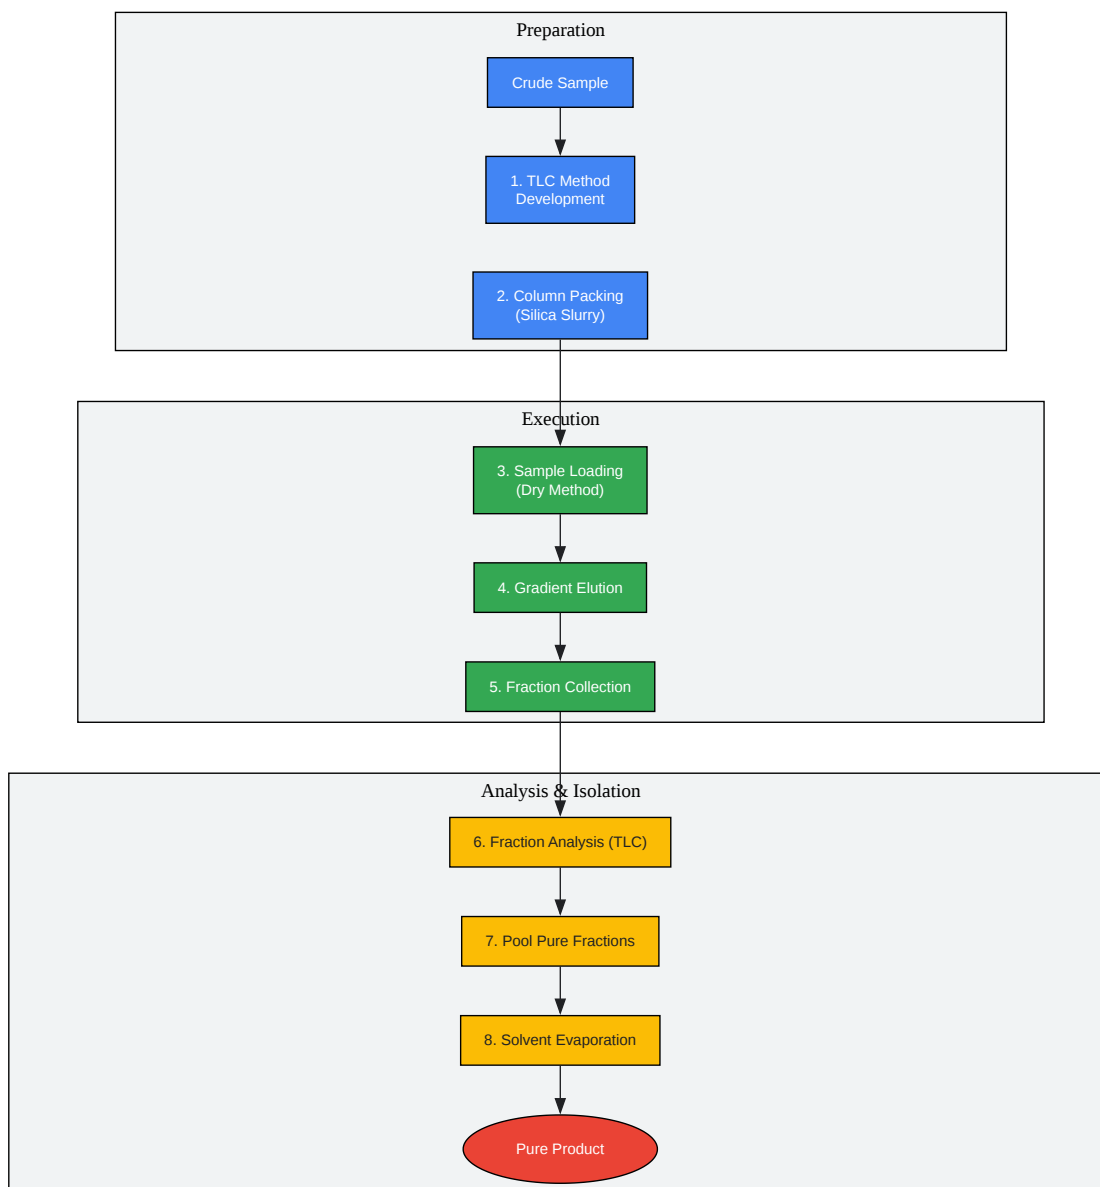 Preparation
Crude Sample
1. TLC Method
Development
2. Column Packing
(Silica Slurry)
Execution
3. Sample Loading
(Dry Method)
4. Gradient Elution
5. Fraction Collection
Analysis & Isolation
6. Fraction Analysis (TLC)
7. Pool Pure Fractions
8. Solvent Evaporation
Pure Product